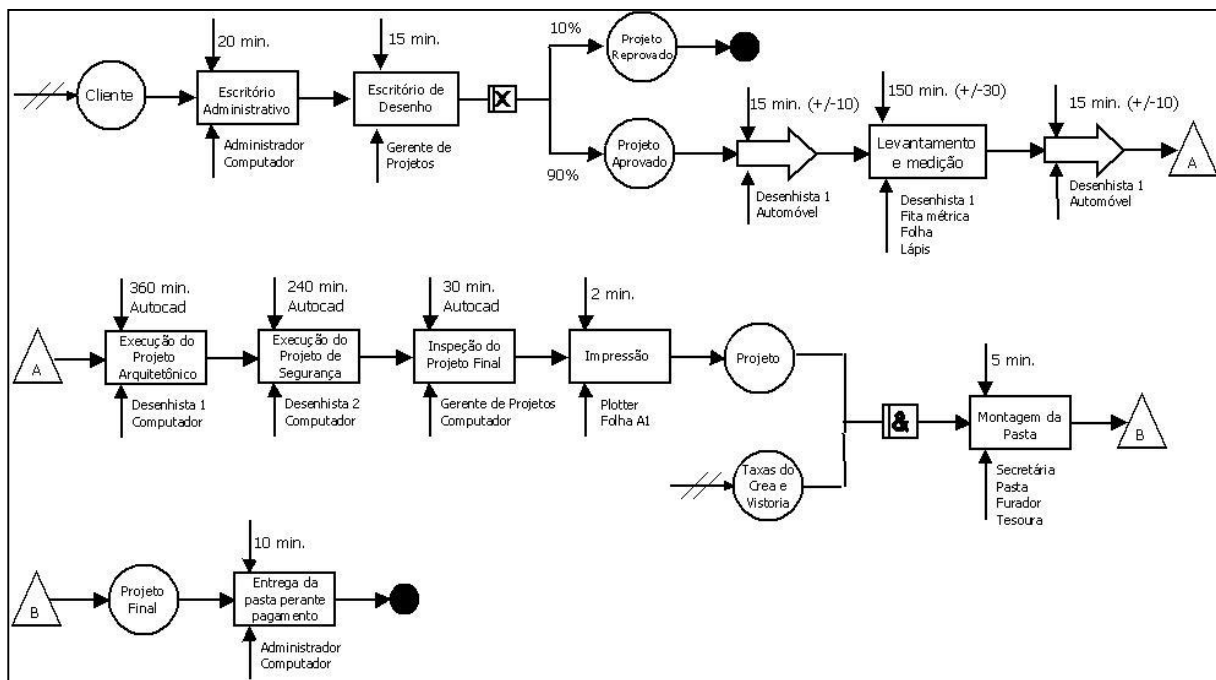 20 min.
15 min.
10%
Projeto
Reprovado
Cliente
Escritório
Administrativo
Escritório de
Desenho
X
Administrador
Computador
Gerente de
Projetos
90%
Projeto
Aprovado
15 min. (+/-10)
150 min. (+/-30)
15 min. (+/-10)
Levantamento
e medição
A
Desenhista 1
Automóvel
Desenhista 1
Fita métrica
Folha
Lápis
Desenhista 1
Automóvel
360 min.
Autocad
240 min.
Autocad
30 min.
Autocad
2 min.
A
Execução do
Projeto
Arquitetônico
Execução do
Projeto de
Segurança
Inspeção do
Projeto Final
Impressão
Projeto
Desenhista 1
Computador
Desenhista 2
Computador
Gerente de Projetos
Computador
Plotter
Folha A1
5 min.
&
Montagem da
Pasta
B
Taxas do
Crea e
Vistoria
Secretária
Pasta
Furador
Tesoura
10 min.
B
Projeto
Final
Entrega da
pasta perante
pagamento
Administrador
Computador